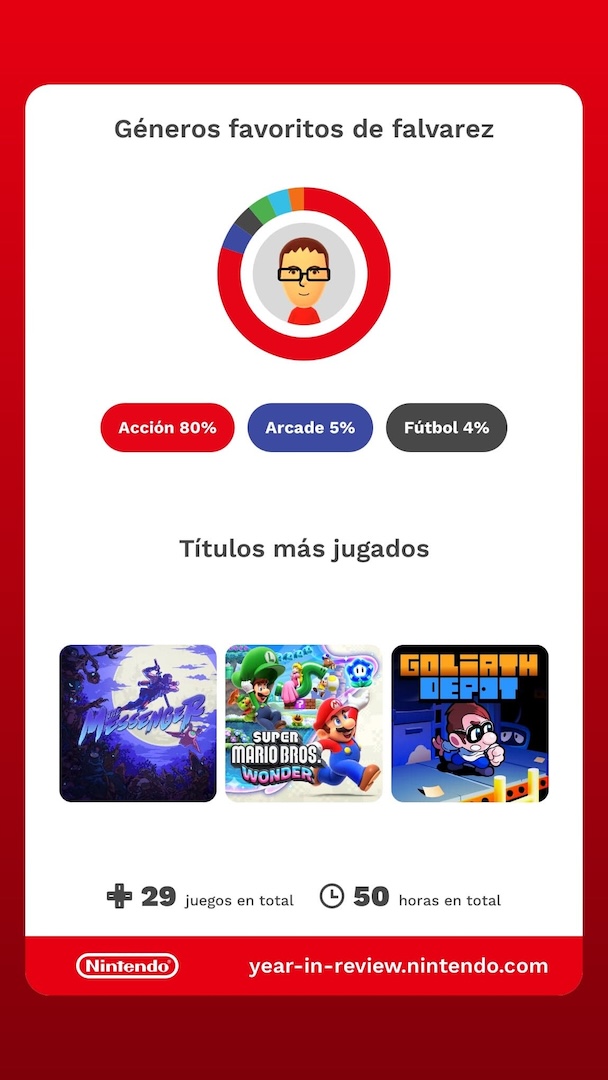 Géneros favoritos de falvarez
Acción 80% Arcade 5% Fútbol 4%
Títulos más jugados
The MESSENGER
SUPER
MARIO BROS.
WONDER
GOLIATH
DEPOT
29 juegos en total 50 horas en total
Nintendo® year-in-review.nintendo.com